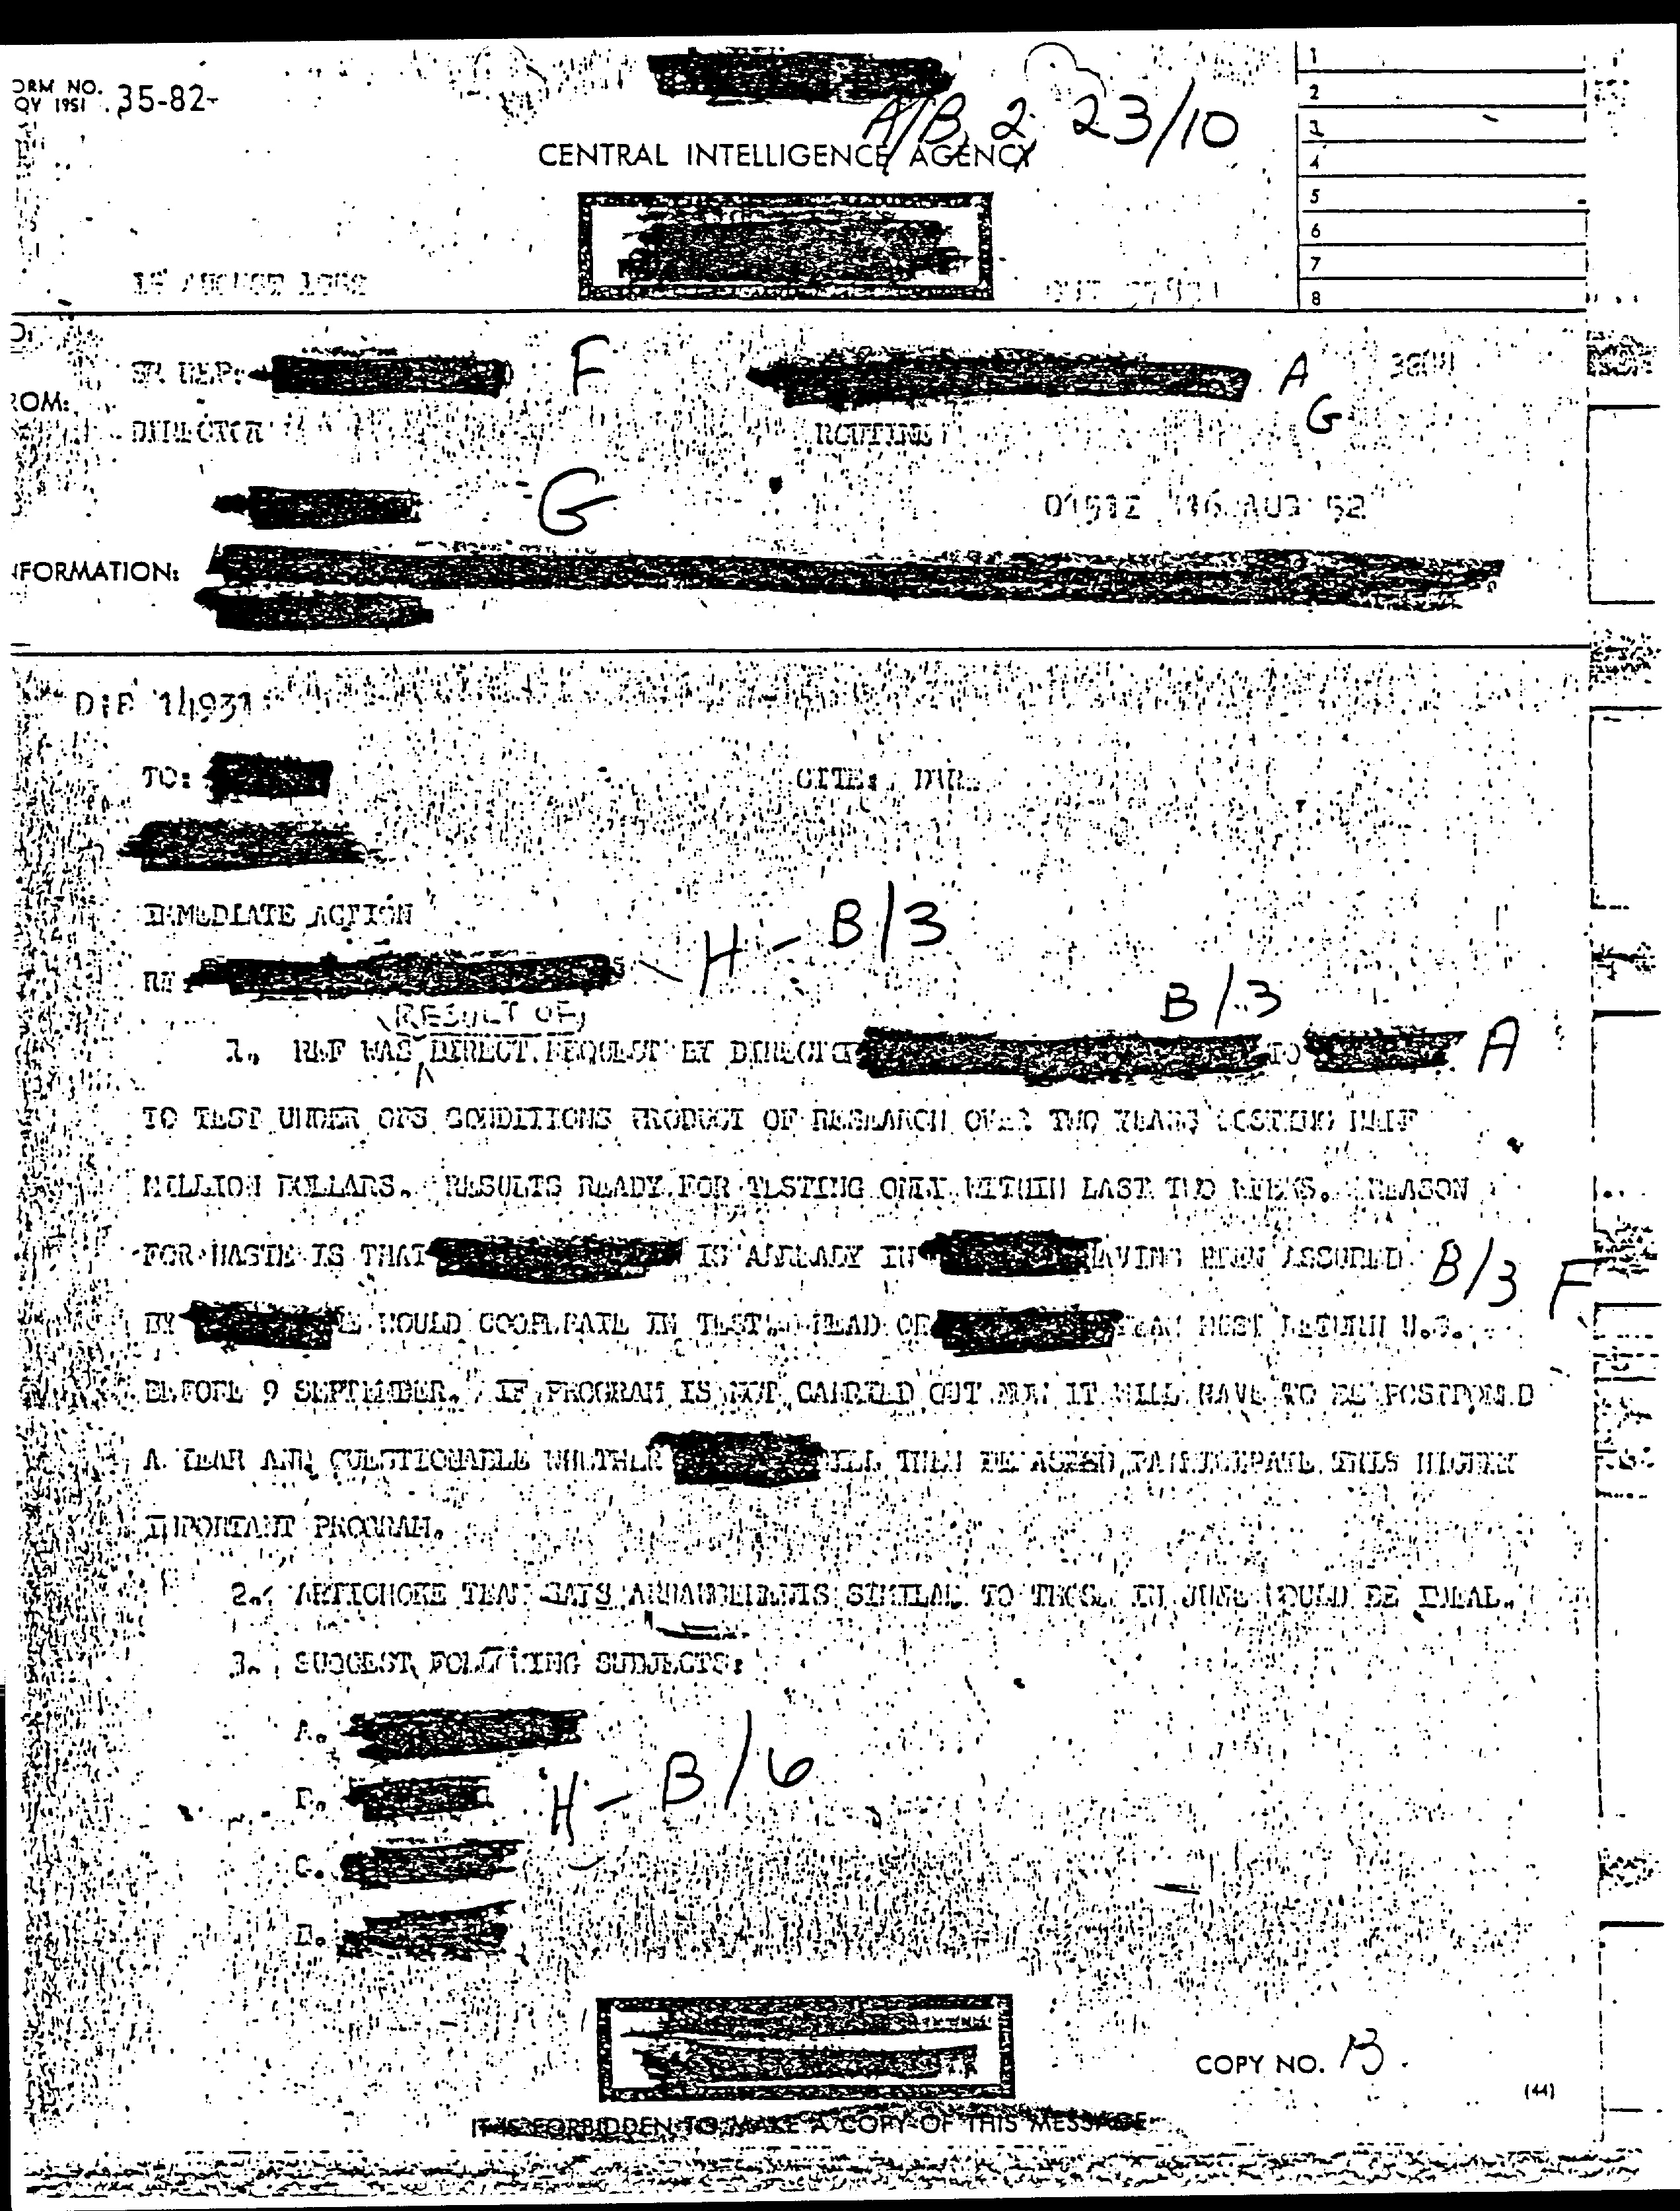 ORM NO. 35-82-
OV 1951
A/B, 2 23/10
CENTRAL INTELLIGENCE AGENCY
1
2
3
4
5
6
7
8
15 AUGUST 1952
OUT
SR. REP: F A
ROM: DIRECTOR ROUTINE G
G
0151Z 16 AUG 52
NFORMATION:
DIR 14931
TO: CITE: DIR
IMMEDIATE ACTION
RE H - B/3
RESULT OF B/3
1. REF WAS DIRECT REQUEST BY DIRECTOR TO A
TO TEST UNDER OPS CONDITIONS PRODUCT OF RESEARCH OVER TWO YEARS COSTING HALF
MILLION DOLLARS. RESULTS READY FOR TESTING ONLY WITHIN LAST TWO WEEKS. REASON
FOR HASTE IS THAT IS ALREADY IN HAVING BEEN ASSURED B/3 F
BY WOULD COOPERATE IN TEST. HEAD OF TEAM MUST RETURN U.S.
BEFORE 9 SEPTEMBER. IF PROGRAM IS NOT CARRIED OUT NOW IT WILL HAVE TO BE POSTPONED
A YEAR AND QUESTIONABLE WHETHER WILL THEN BE ASKED PARTICIPATE THIS HIGHLY
IMPORTANT PROGRAM.
2. ARTICHOKE TEAM SAYS ARRANGEMENTS SIMILAR TO THOSE IN JUNE WOULD BE IDEAL.
3. SUGGEST FOLLOWING SUBJECTS:
A.
B. H - B/6
C.
D.
COPY NO. 13.
(44)
IT IS FORBIDDEN TO MAKE A COPY OF THIS MESSAGE